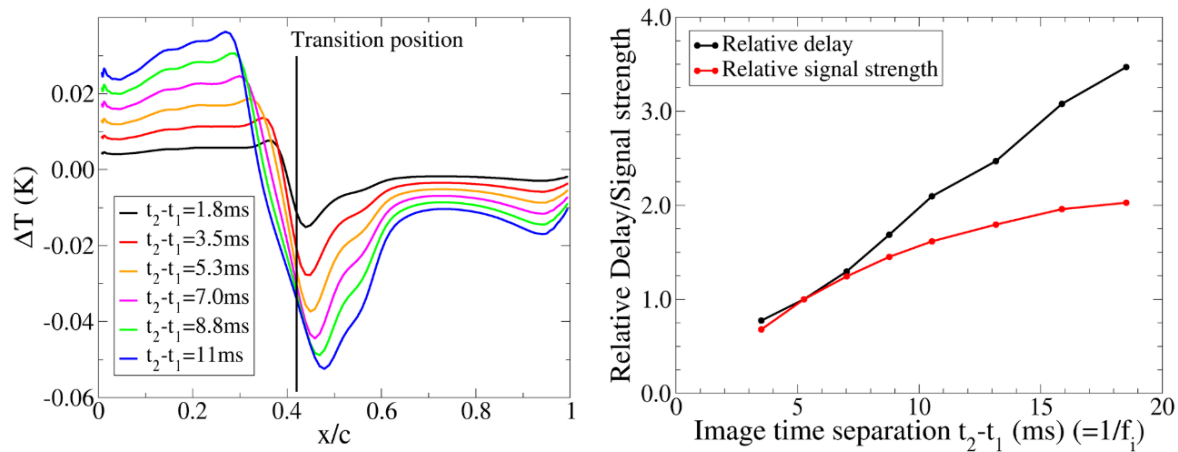 Transition position
0.02
0.00
-0.02
-0.04
-0.06
ΔT (K)
t₂-t₁=1.8ms
t₂-t₁=3.5ms
t₂-t₁=5.3ms
t₂-t₁=7.0ms
t₂-t₁=8.8ms
t₂-t₁=11ms
0 0.2 0.4 0.6 0.8 1
x/c
4.0
3.0
2.0
1.0
0.0
Relative Delay/Signal strength
Relative delay
Relative signal strength
0 5 10 15 20
Image time separation t₂-t₁ (ms) (=1/fᵢ)